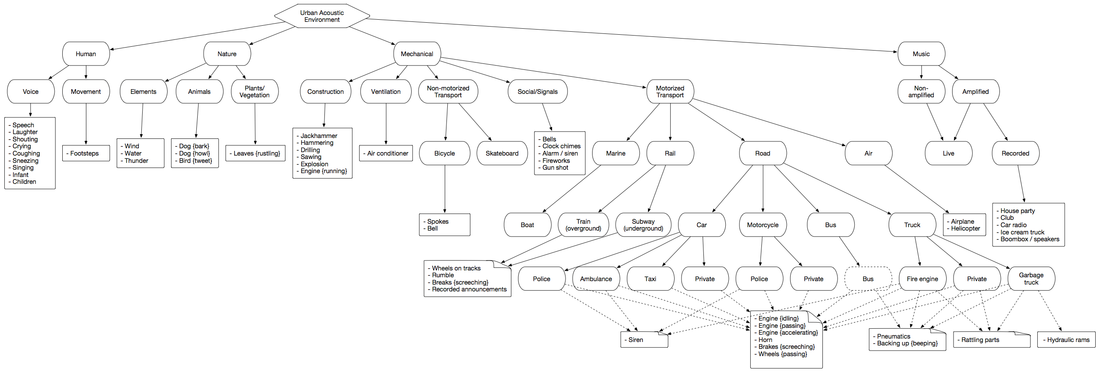 Urban Acoustic
Environment
Human
Nature
Mechanical
Music
Voice
Movement
Elements
Animals
Plants/
Vegetation
Construction
Ventilation
Non-motorized
Transport
Social/Signals
Motorized
Transport
Non-
amplified
Amplified
- Speech
- Laughter
- Shouting
- Crying
- Coughing
- Sneezing
- Singing
- Infant
- Children
- Footsteps
- Wind
- Water
- Thunder
- Dog {bark}
- Dog {howl}
- Bird {tweet}
- Leaves {rustling}
- Jackhammer
- Hammering
- Drilling
- Sawing
- Explosion
- Engine {running}
- Air conditioner
Bicycle
Skateboard
- Bells
- Clock chimes
- Alarm / siren
- Fireworks
- Gun shot
Marine
Rail
Road
Air
Live
Recorded
- Spokes
- Bell
Boat
Train
(overground)
Subway
(underground)
Car
Motorcycle
Bus
Truck
- Airplane
- Helicopter
- House party
- Club
- Car radio
- Ice cream truck
- Boombox / speakers
- Wheels on tracks
- Rumble
- Breaks {screeching}
- Recorded announcements
Police
Ambulance
Taxi
Private
Police
Private
Bus
Fire engine
Private
Garbage
truck
- Siren
- Engine {idling}
- Engine {passing}
- Engine {accelerating}
- Horn
- Brakes {screeching}
- Wheels {passing}
- Pneumatics
- Backing up {beeping}
- Rattling parts
- Hydraulic rams